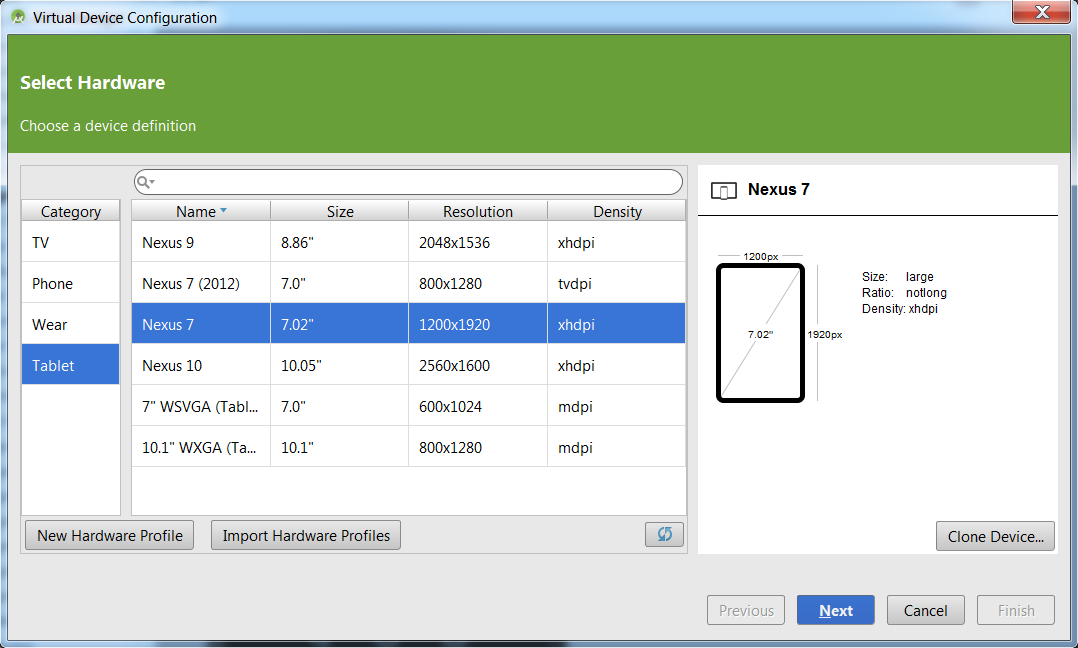 Virtual Device Configuration
Select Hardware
Choose a device definition
Category
TV
Phone
Wear
Tablet
Name Size Resolution Density
Nexus 9 8.86" 2048x1536 xhdpi
Nexus 7 (2012) 7.0" 800x1280 tvdpi
Nexus 7 7.02" 1200x1920 xhdpi
Nexus 10 10.05" 2560x1600 xhdpi
7" WSVGA (Tabl... 7.0" 600x1024 mdpi
10.1" WXGA (Ta... 10.1" 800x1280 mdpi
New Hardware Profile Import Hardware Profiles
Nexus 7
1200px
7.02" 1920px
Size: large
Ratio: notlong
Density: xhdpi
Clone Device...
Previous Next Cancel Finish